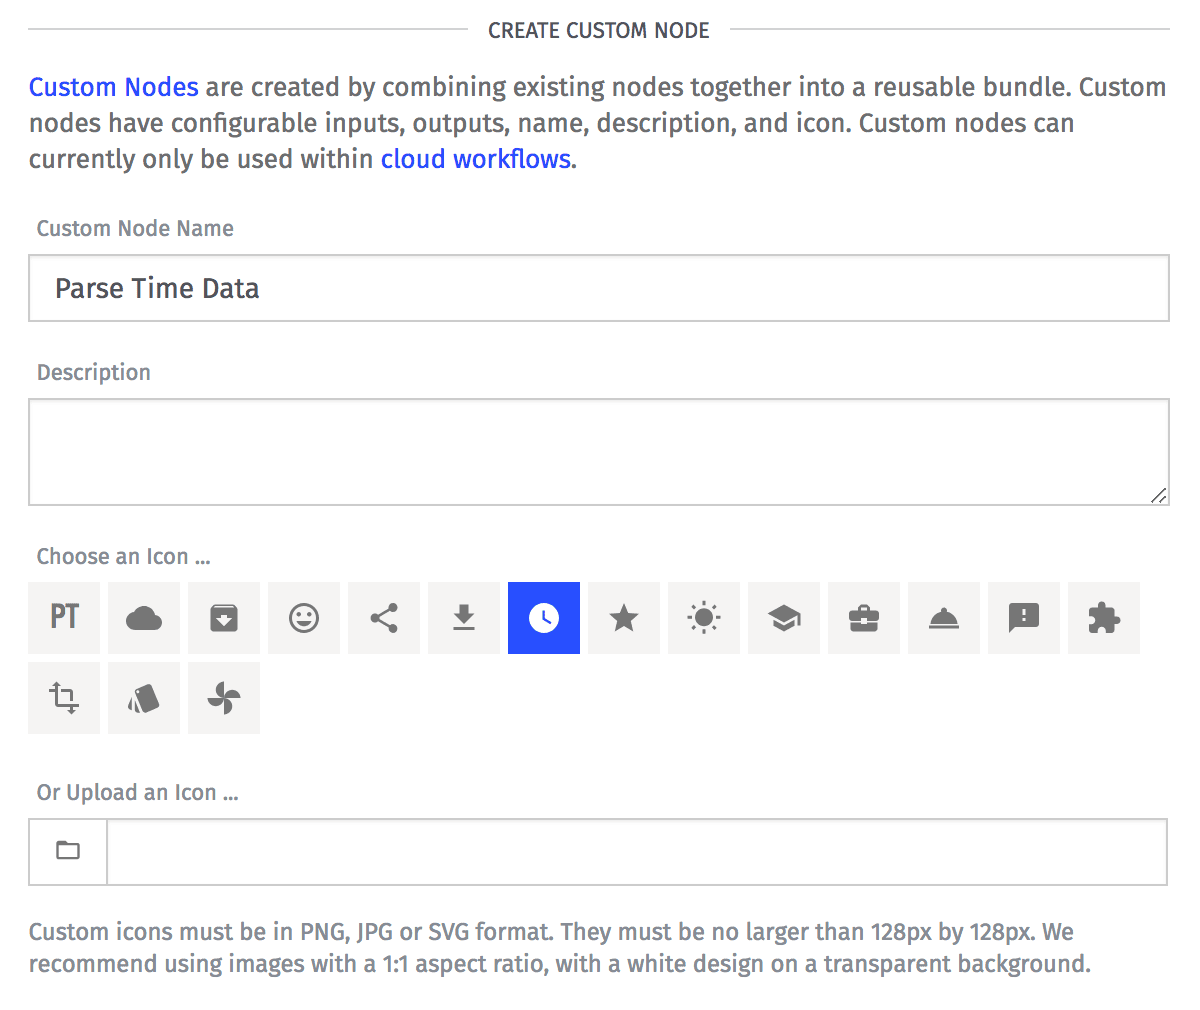 CREATE CUSTOM NODE
Custom Nodes are created by combining existing nodes together into a reusable bundle. Custom
nodes have configurable inputs, outputs, name, description, and icon. Custom nodes can
currently only be used within cloud workflows.
Custom Node Name
Parse Time Data
Description
Choose an Icon ...
PT
Or Upload an Icon ...
Custom icons must be in PNG, JPG or SVG format. They must be no larger than 128px by 128px. We
recommend using images with a 1:1 aspect ratio, with a white design on a transparent background.